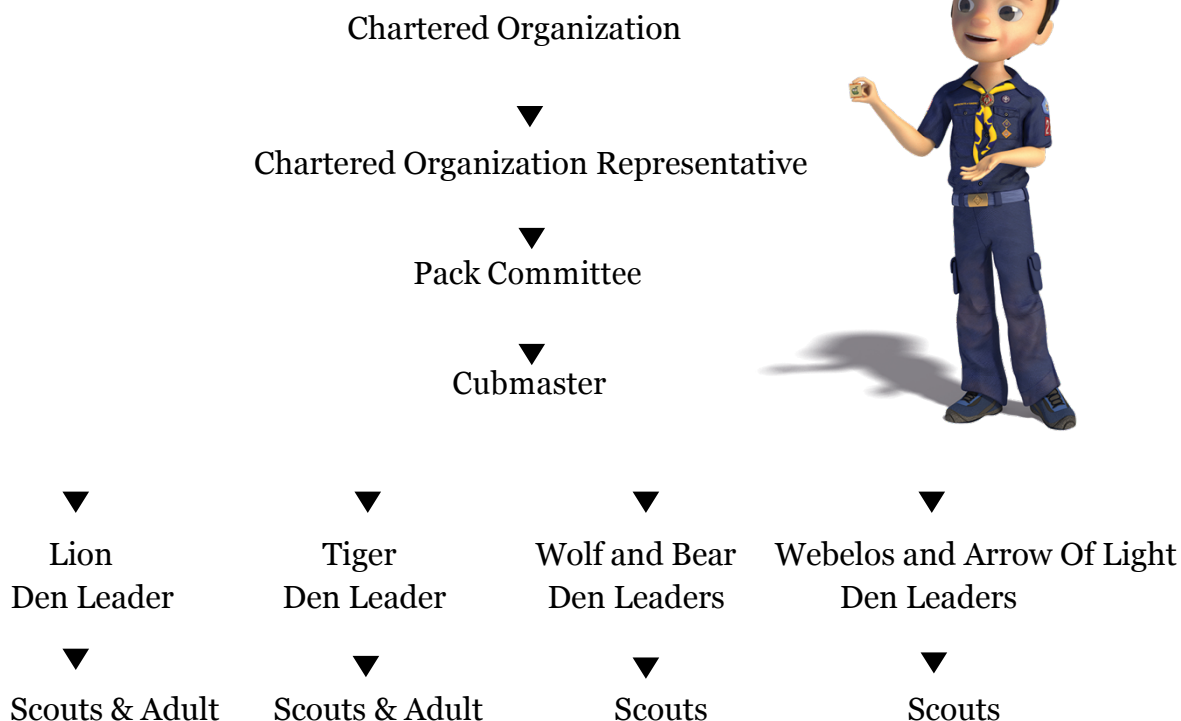 Chartered Organization
Chartered Organization Representative
Pack Committee
Cubmaster
Lion
Den Leader
Tiger
Den Leader
Wolf and Bear
Den Leaders
Webelos and Arrow Of Light
Den Leaders
Scouts & Adult
Scouts & Adult
Scouts
Scouts